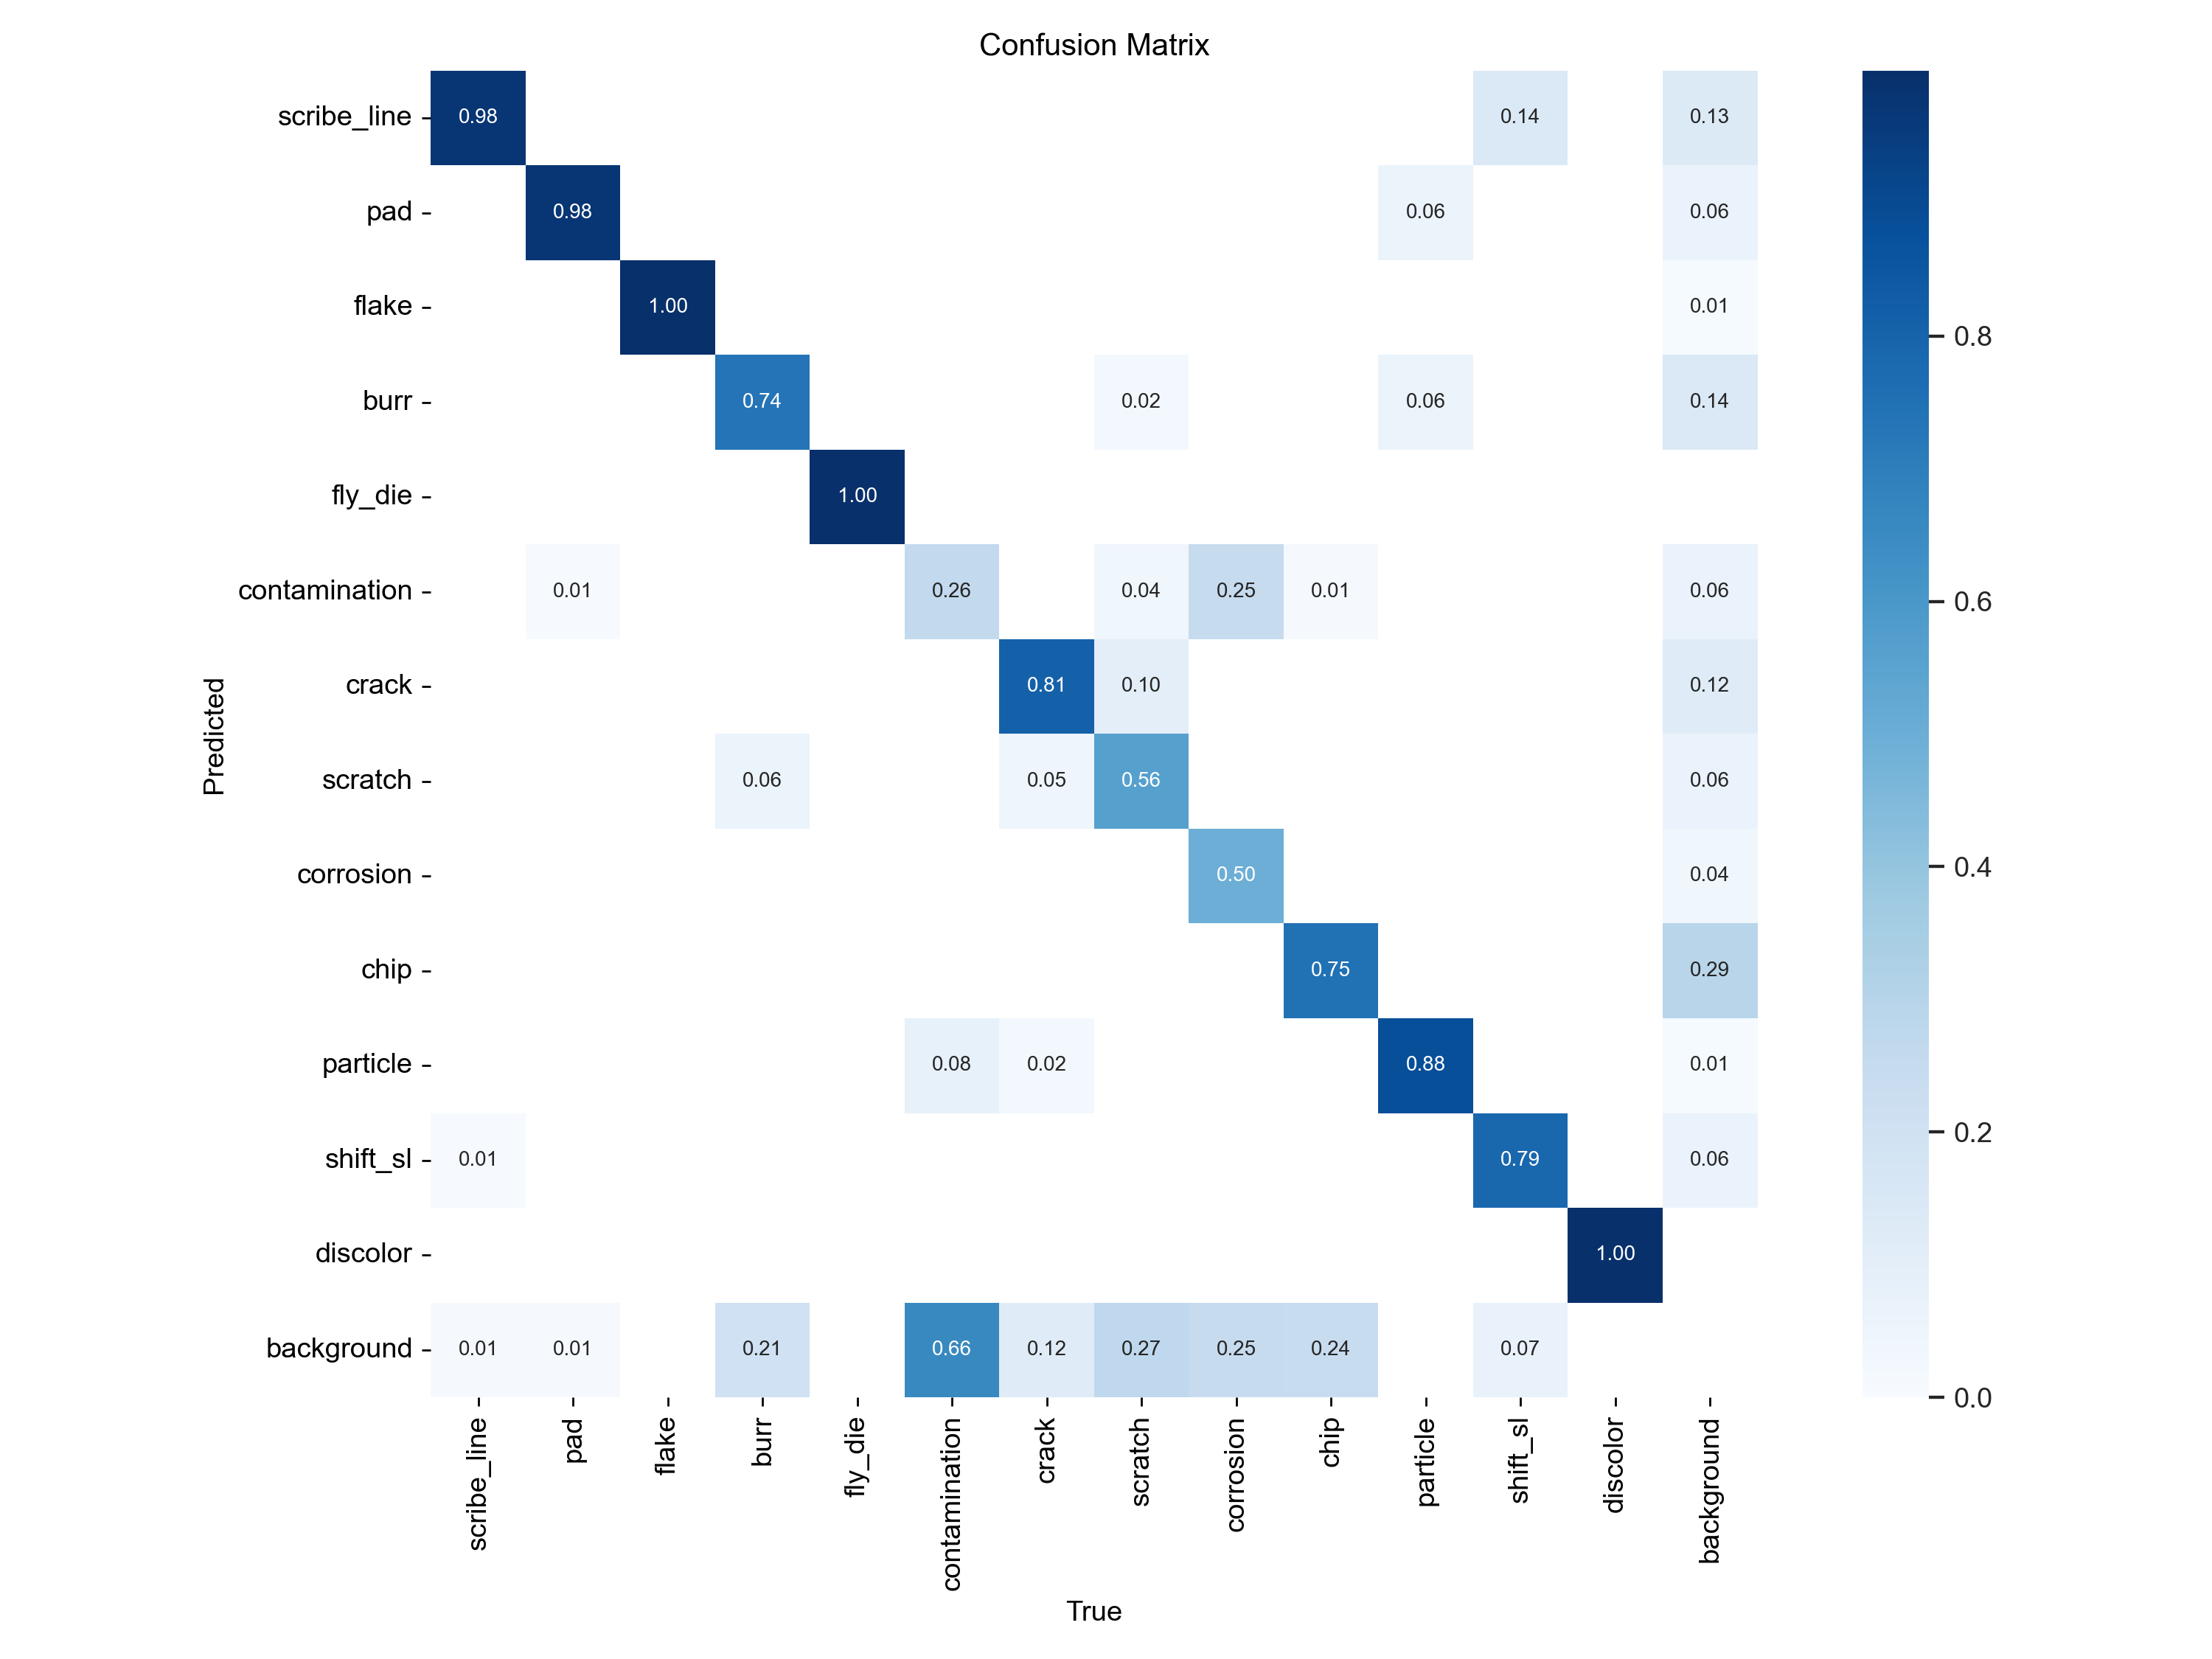 Confusion Matrix
scribe_line 0.98 0.14 0.13
pad 0.98 0.06 0.06
flake 1.00 0.01
burr 0.74 0.02 0.06 0.14
fly_die 1.00
contamination 0.01 0.26 0.04 0.25 0.01 0.06
crack 0.81 0.10 0.12
scratch 0.06 0.05 0.56 0.06
corrosion 0.50 0.04
chip 0.75 0.29
particle 0.08 0.02 0.88 0.01
shift_sl 0.01 0.79 0.06
discolor 1.00
background 0.01 0.01 0.21 0.66 0.12 0.27 0.25 0.24 0.07
Predicted
scribe_line
pad
flake
burr
fly_die
contamination
crack
scratch
corrosion
chip
particle
shift_sl
discolor
background
True
0.8
0.6
0.4
0.2
0.0